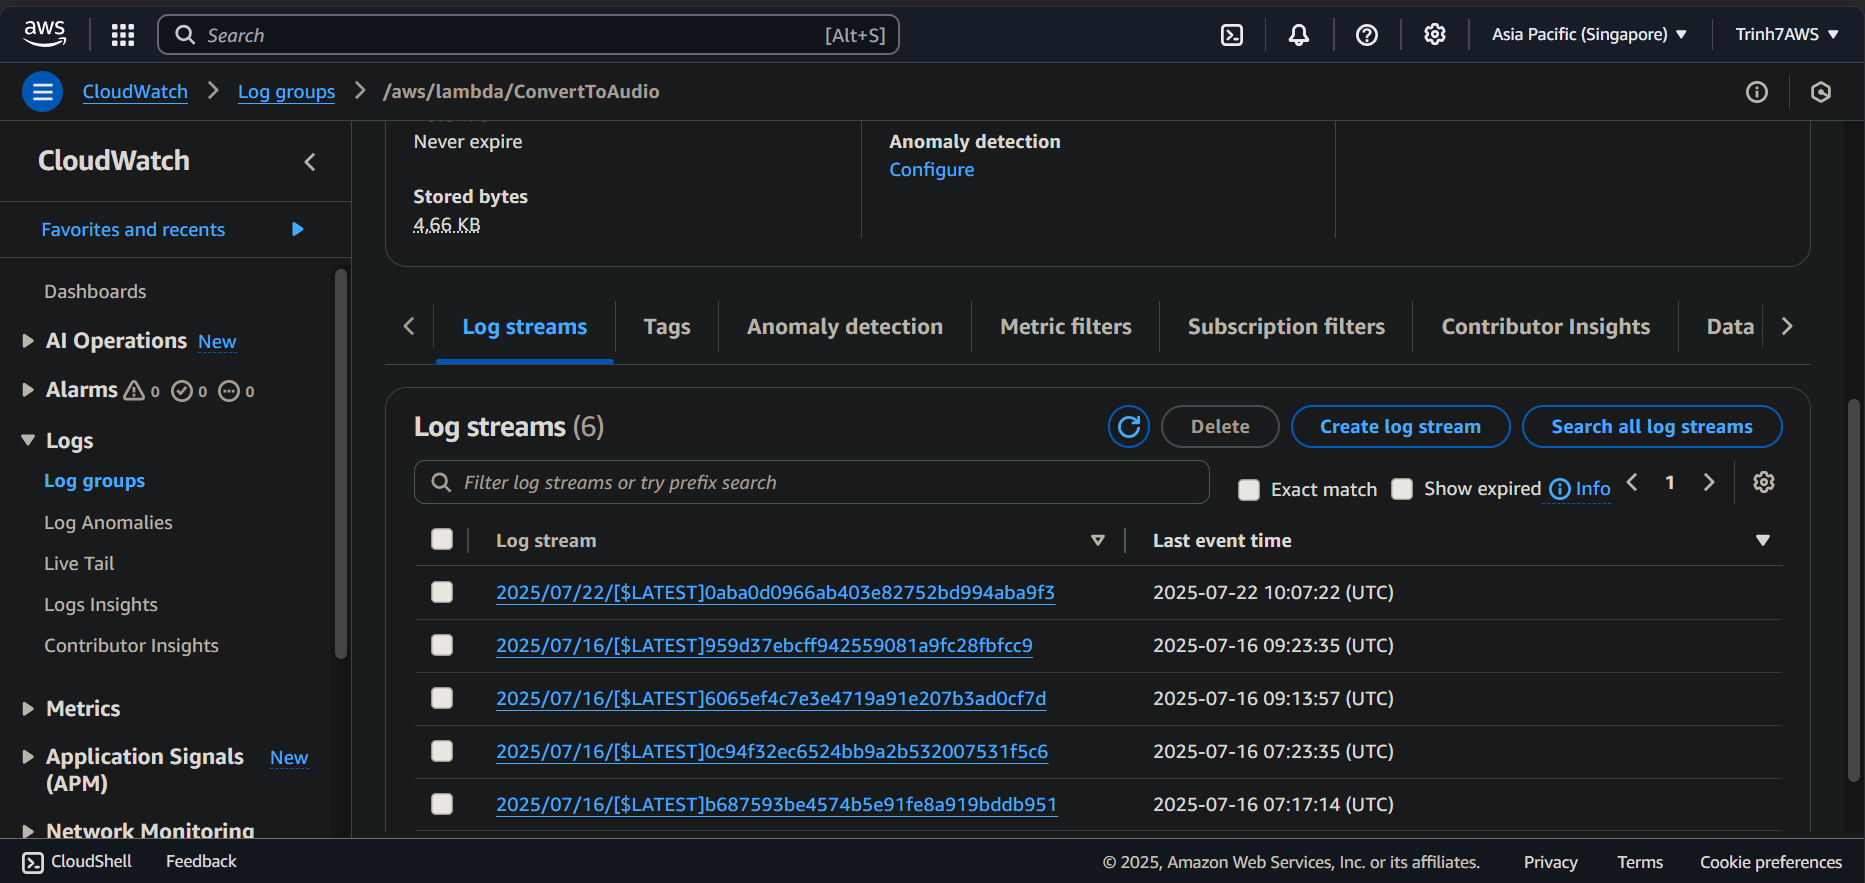 aws
Search [Alt+S]
Asia Pacific (Singapore)
Trinh7AWS
CloudWatch
Log groups
/aws/lambda/ConvertToAudio
CloudWatch
Favorites and recents
Dashboards
AI Operations New
Alarms 0 0 0
Logs
Log groups
Log Anomalies
Live Tail
Logs Insights
Contributor Insights
Metrics
Application Signals New
(APM)
Network Monitoring
Never expire
Stored bytes
4,66 KB
Anomaly detection
Configure
Log streams
Tags
Anomaly detection
Metric filters
Subscription filters
Contributor Insights
Data
Log streams (6)
Delete
Create log stream
Search all log streams
Filter log streams or try prefix search
Exact match
Show expired
Info
1
Log stream Last event time
2025/07/22/[$LATEST]0aba0d0966ab403e82752bd994aba9f3 2025-07-22 10:07:22 (UTC)
2025/07/16/[$LATEST]959d37ebcff942559081a9fc28fbfcc9 2025-07-16 09:23:35 (UTC)
2025/07/16/[$LATEST]6065ef4c7e3e4719a91e207b3ad0cf7d 2025-07-16 09:13:57 (UTC)
2025/07/16/[$LATEST]0c94f32ec6524bb9a2b532007531f5c6 2025-07-16 07:23:35 (UTC)
2025/07/16/[$LATEST]b687593be4574b5e91fe8a919bddb951 2025-07-16 07:17:14 (UTC)
CloudShell
Feedback
© 2025, Amazon Web Services, Inc. or its affiliates.
Privacy
Terms
Cookie preferences